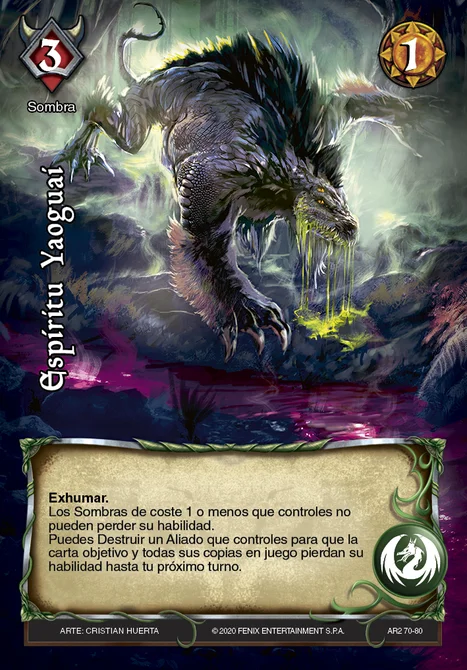 3
1
Sombra
Espíritu Yaoguai
Exhumar.
Los Sombras de coste 1 o menos que controles no
pueden perder su habilidad.
Puedes Destruir un Aliado que controles para que la
carta objetivo y todas sus copias en juego pierdan su
habilidad hasta tu próximo turno.
ARTE: CRISTIAN HUERTA
© 2020 FENIX ENTERTAINMENT S.P.A.
AR2 70-80